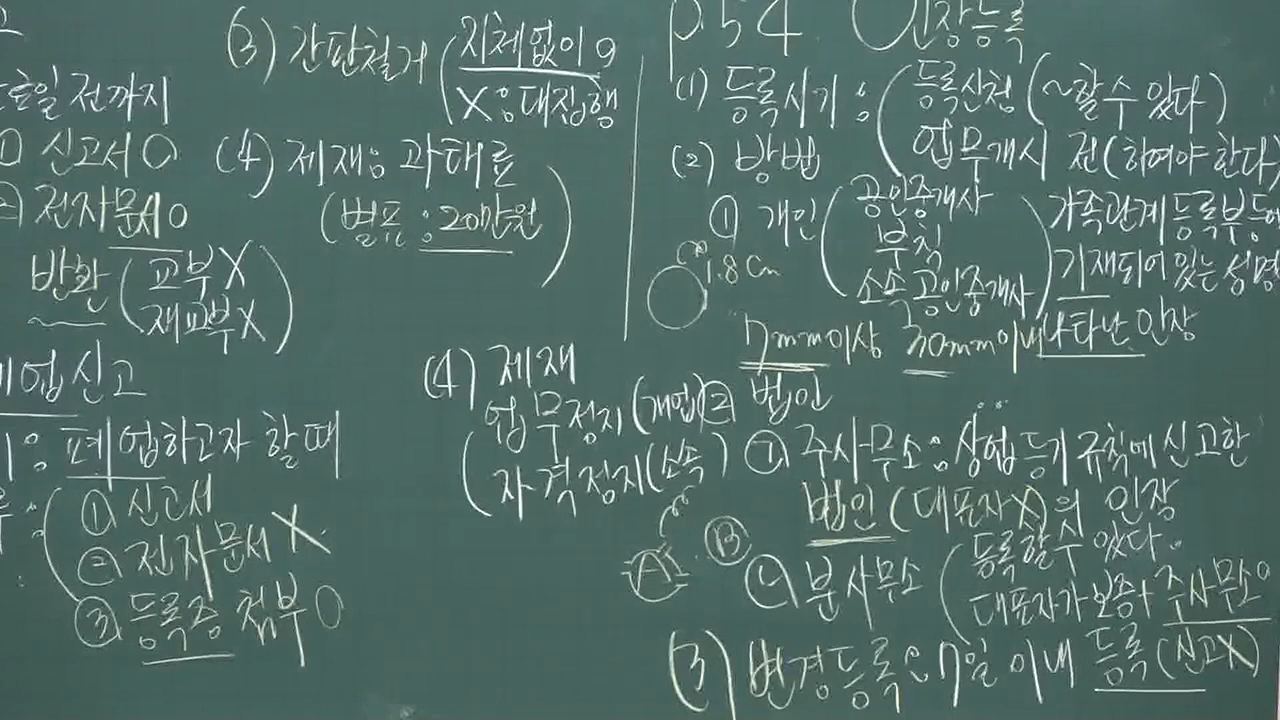 고
휴일 전까지
① 신고서 O
② 전자문서 O
반환 (교부 X
재교부 X)
폐업신고
기 : 폐업하고자 할 때
① 신고서
② 전자문서 X
③ 등록증 첨부 O
(3) 간판철거 (지체없이 O
X : 대집행
(4) 제재 : 과태료
(별표 : 20만원)
(4) 제재
업무정지 (개업)
자격정지 (소속)
p 54 인장등록
(1) 등록시기 : (등록신청 (~할 수 있다)
업무개시 전 (하여야 한다)
(2) 방법
① 개인 (공인중개사
부칙
소속공인중개사)
가족관계등록부등에
기재되어 있는 성명
나타난 인장
1.8 Cm
7mm이상 30mm이내
② 법인
㉠ 주사무소 : 상업등기규칙에 신고한
법인 (대표자 X)의 인장
A
B
㉡ 분사무소 (등록할 수 있다.
대표자가 보증 주사무소
(3) 변경등록 : 7일 이내 등록 (신고 X)